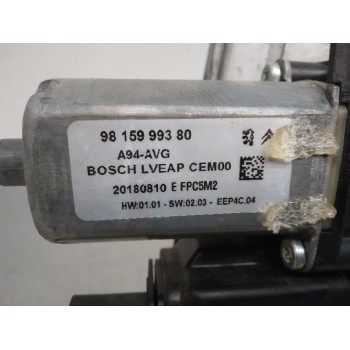 98 159 993 80
A94-AVG
BOSCH LVEAP CEM00
20180810 E FPC5M2
HW:01.01 - SW:02.03 - EEP4C.04